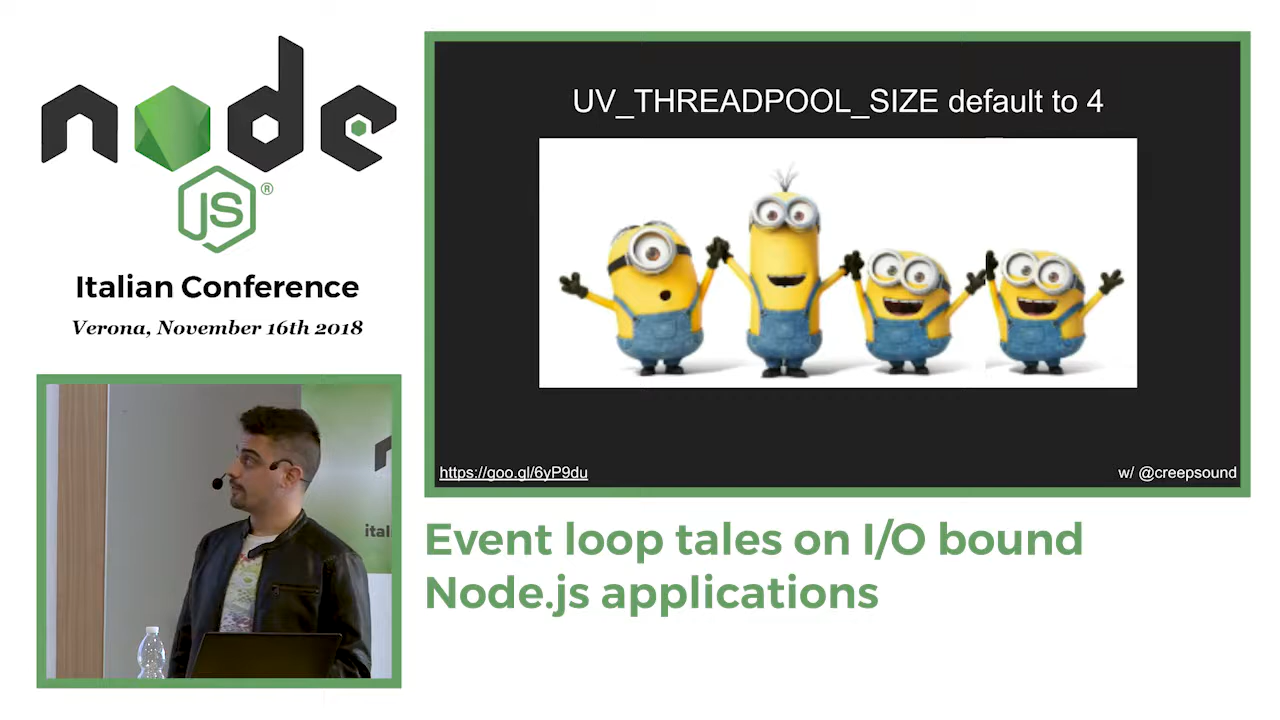 node
JS®
Italian Conference
Verona, November 16th 2018
UV_THREADPOOL_SIZE default to 4
https://goo.gl/6yP9du
w/ @creepsound
ital
Event loop tales on I/O bound
Node.js applications